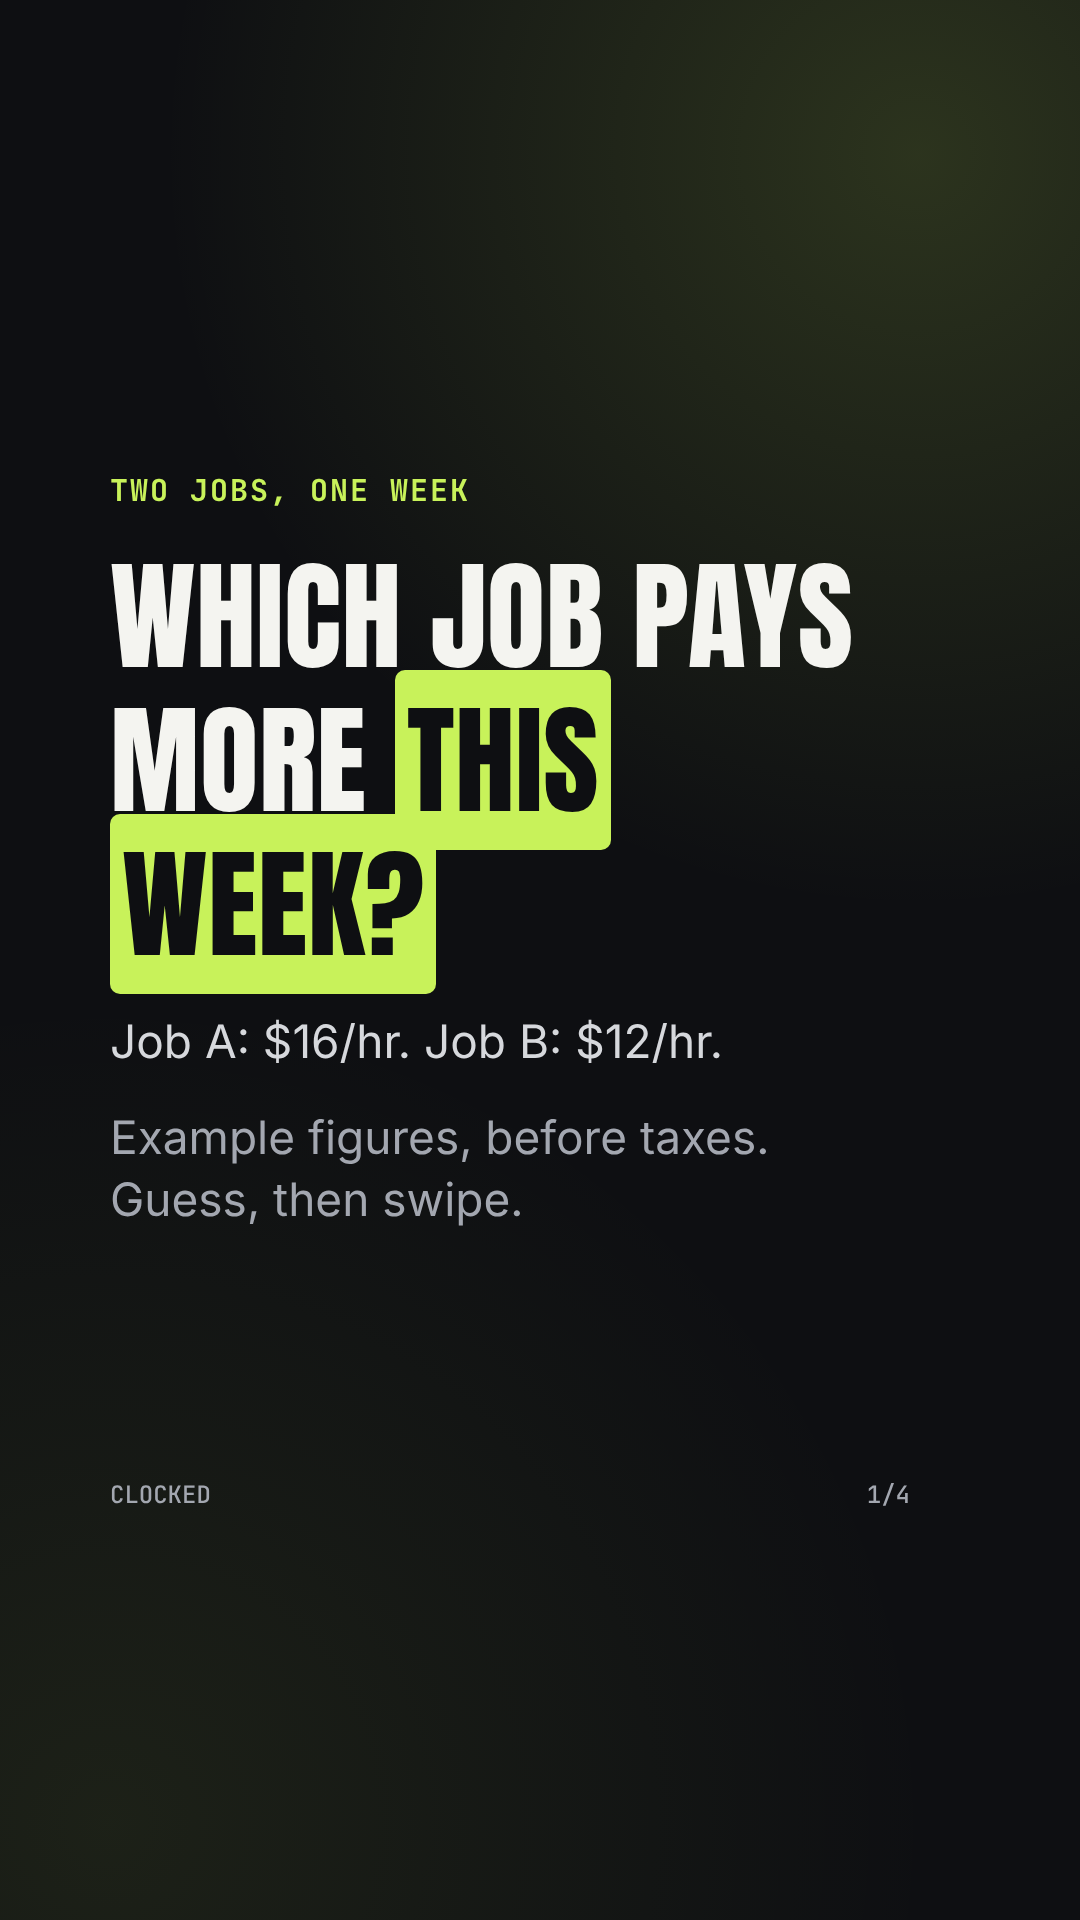 TWO JOBS, ONE WEEK
WHICH JOB PAYS
MORE THIS
WEEK?
Job A: $16/hr. Job B: $12/hr.
Example figures, before taxes.
Guess, then swipe.
CLOCKED
1/4